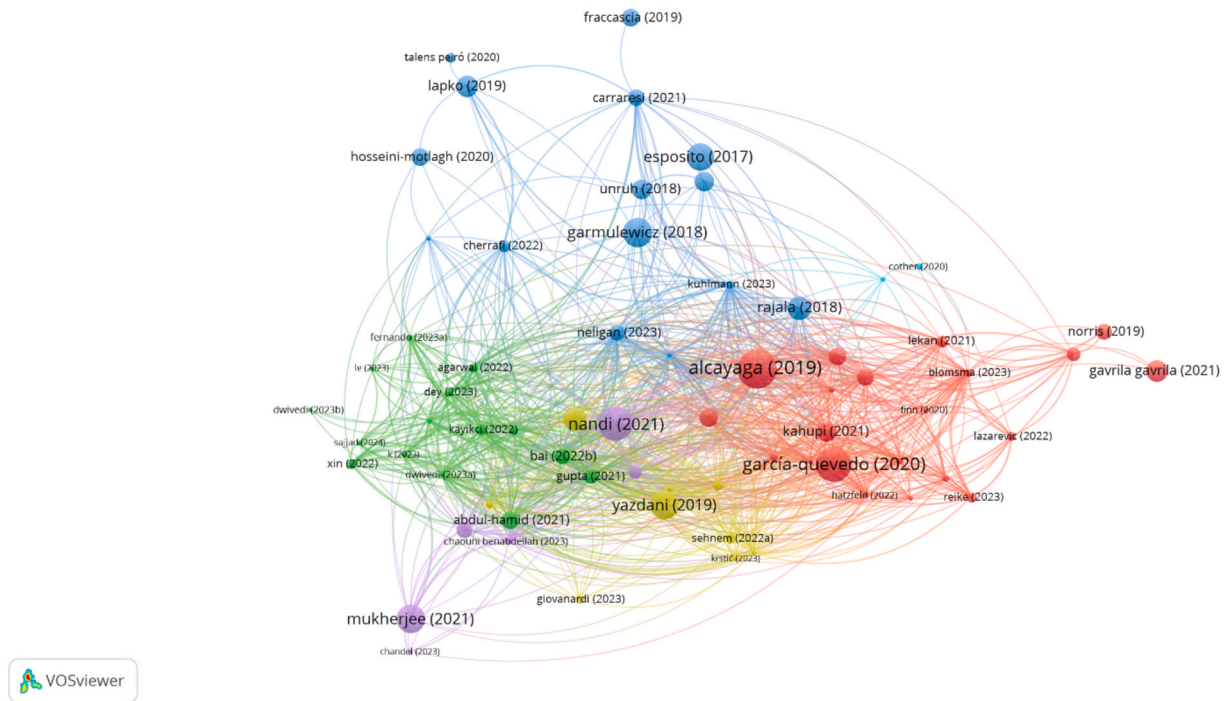 fraccascia (2019)
talens peiró (2020)
lapko (2019)
carraresi (2021)
hosseini-motlagh (2020)
esposito (2017)
unruh (2018)
garmulewicz (2018)
cherrafi (2022)
cother (2020)
kuhlmann (2023)
rajala (2018)
neligan (2023)
fernando (2023a)
lekan (2021)
norris (2019)
le (2023)
agarwal (2022)
alcayaga (2019)
blomsma (2023)
gavrila gavrila (2021)
dey (2023)
dwivedi (2023b)
finn (2020)
nandi (2021)
kayikci (2022)
kahupi (2021)
lazarevic (2022)
sajjad (2024)
k (2023)
bai (2022b)
xin (2022)
garcía-quevedo (2020)
dwivedi (2023a)
gupta (2021)
hatzfeld (2022)
reike (2023)
yazdani (2019)
abdul-hamid (2021)
chaouni benabdellah (2023)
sehnem (2022a)
krstić (2023)
giovanardi (2023)
mukherjee (2021)
chandel (2023)
VOSviewer